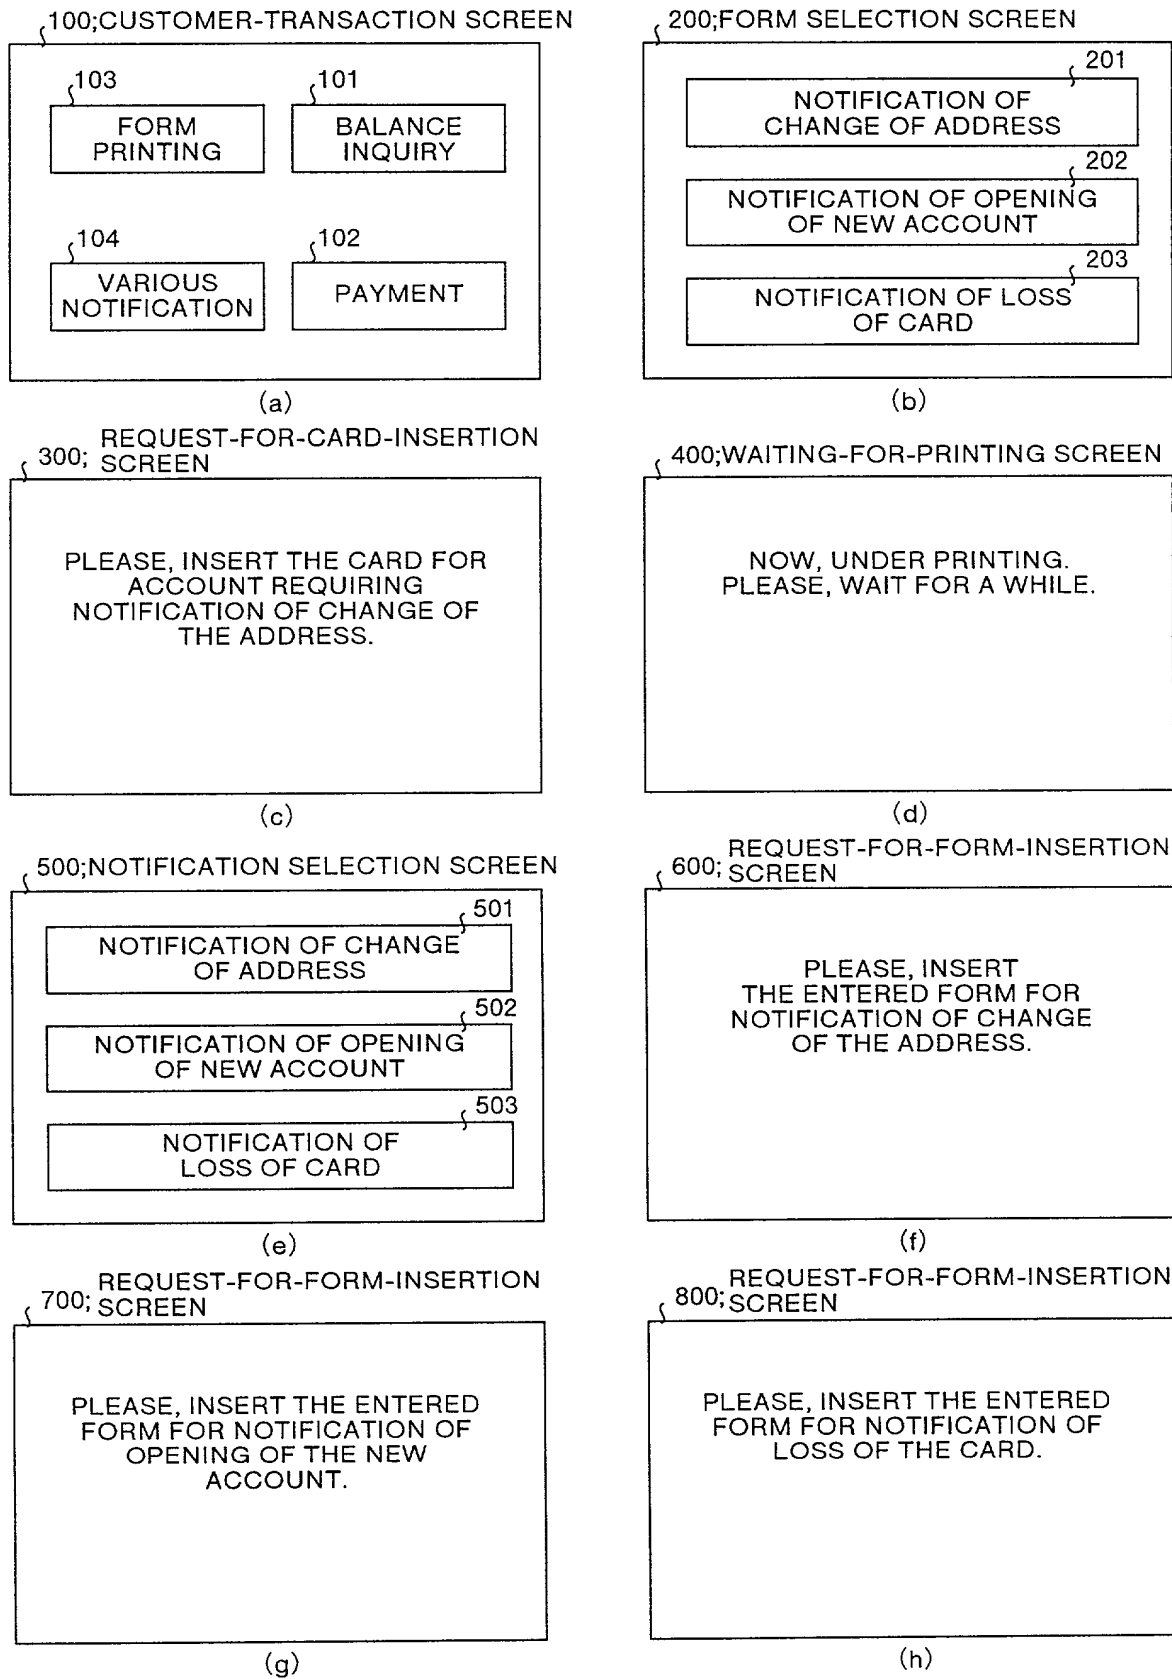 100;CUSTOMER-TRANSACTION SCREEN
103
FORM
PRINTING
101
BALANCE
INQUIRY
104
VARIOUS
NOTIFICATION
102
PAYMENT
(a)
200;FORM SELECTION SCREEN
201
NOTIFICATION OF
CHANGE OF ADDRESS
202
NOTIFICATION OF OPENING
OF NEW ACCOUNT
203
NOTIFICATION OF LOSS
OF CARD
(b)
300; REQUEST-FOR-CARD-INSERTION
SCREEN
PLEASE, INSERT THE CARD FOR
ACCOUNT REQUIRING
NOTIFICATION OF CHANGE OF
THE ADDRESS.
(c)
400;WAITING-FOR-PRINTING SCREEN
NOW, UNDER PRINTING.
PLEASE, WAIT FOR A WHILE.
(d)
500;NOTIFICATION SELECTION SCREEN
501
NOTIFICATION OF CHANGE
OF ADDRESS
502
NOTIFICATION OF OPENING
OF NEW ACCOUNT
503
NOTIFICATION OF
LOSS OF CARD
(e)
600; REQUEST-FOR-FORM-INSERTION
SCREEN
PLEASE, INSERT
THE ENTERED FORM FOR
NOTIFICATION OF CHANGE
OF THE ADDRESS.
(f)
700; REQUEST-FOR-FORM-INSERTION
SCREEN
PLEASE, INSERT THE ENTERED
FORM FOR NOTIFICATION OF
OPENING OF THE NEW
ACCOUNT.
(g)
800; REQUEST-FOR-FORM-INSERTION
SCREEN
PLEASE, INSERT THE ENTERED
FORM FOR NOTIFICATION OF
LOSS OF THE CARD.
(h)